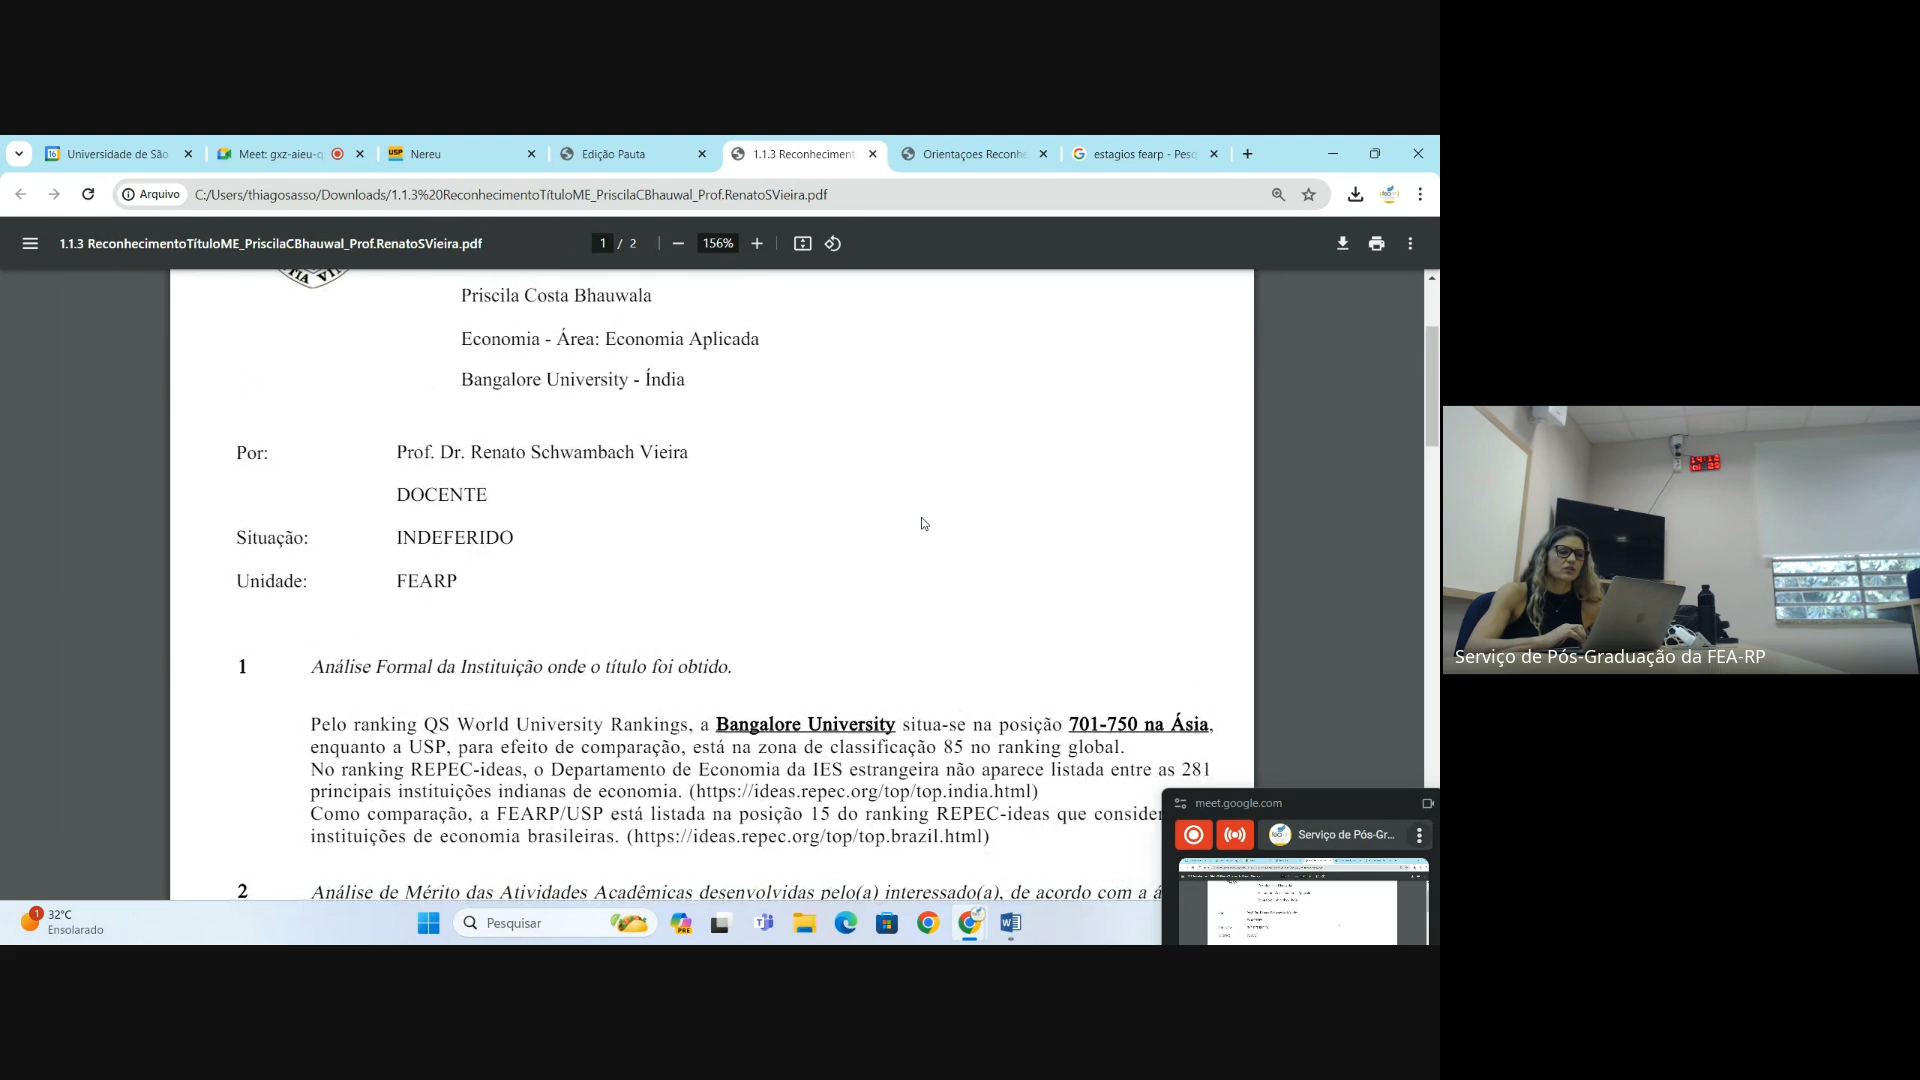 Universidade de São
Meet: gxz-aieu-q
USP
Nereu
Edição Pauta
1.1.3 Reconheciment
Orientaçoes Reconhe
estagios fearp - Pesq
Arquivo
C:/Users/thiagosasso/Downloads/1.1.3%20ReconhecimentoTítuloME_PriscilaCBhauwal_Prof.RenatoSVieira.pdf
1.1.3 ReconhecimentoTítuloME_PriscilaCBhauwal_Prof.RenatoSVieira.pdf
1 / 2
156%
Priscila Costa Bhauwala
Economia - Área: Economia Aplicada
Bangalore University - Índia
Por: Prof. Dr. Renato Schwambach Vieira
DOCENTE
Situação: INDEFERIDO
Unidade: FEARP
1 Análise Formal da Instituição onde o título foi obtido.
Pelo ranking QS World University Rankings, a Bangalore University situa-se na posição 701-750 na Ásia,
enquanto a USP, para efeito de comparação, está na zona de classificação 85 no ranking global.
No ranking REPEC-ideas, o Departamento de Economia da IES estrangeira não aparece listada entre as 281
principais instituições indianas de economia. (https://ideas.repec.org/top/top.india.html)
Como comparação, a FEARP/USP está listada na posição 15 do ranking REPEC-ideas que consider
instituições de economia brasileiras. (https://ideas.repec.org/top/top.brazil.html)
2 Análise de Mérito das Atividades Acadêmicas desenvolvidas pelo(a) interessado(a), de acordo com a á
meet.google.com
Serviço de Pós-Gr...
1
32°C
Ensolarado
Pesquisar
PRE
Serviço de Pós-Graduação da FEA-RP